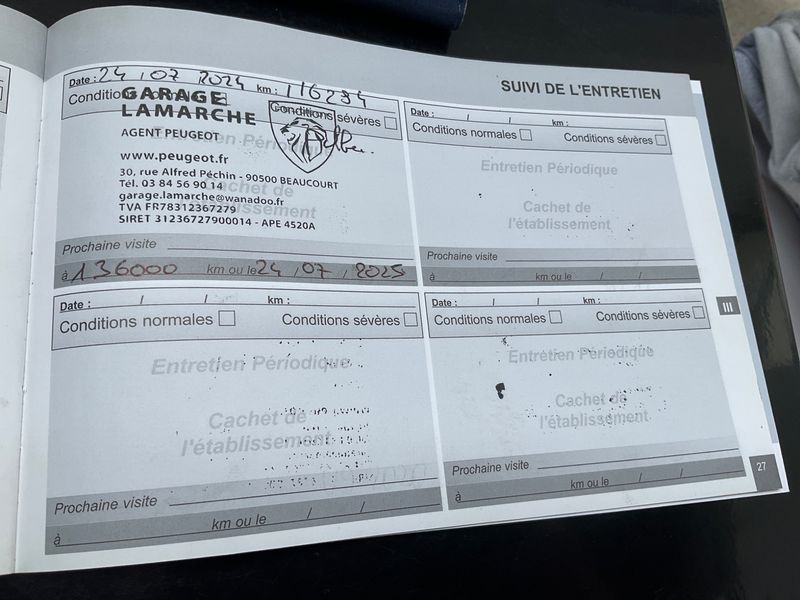 SUIVI DE L'ENTRETIEN
Date : 24 / 07 / 2024 km : 116294
Conditions normales Conditions sévères
GARAGE
LAMARCHE
AGENT PEUGEOT
Entretien Périodique
www.peugeot.fr
30, rue Alfred Péchin - 90500 BEAUCOURT
Tél. 03 84 56 90 14
Cachet de
garage.lamarche@wanadoo.fr
l'établissement
TVA FR78312367279
SIRET 31236727900014 - APE 4520A
Prochaine visite
à 136000 km ou le 24 / 07 / 2025
Date : / / km :
Conditions normales Conditions sévères
Entretien Périodique
Cachet de
l'établissement
Prochaine visite
à km ou le / /
Date : / / km :
Conditions normales Conditions sévères
Entretien Périodique
Cachet de
l'établissement
Prochaine visite
à km ou le / /
Date : / / km :
Conditions normales Conditions sévères
Entretien Périodique
Cachet de
l'établissement
Prochaine visite
à km ou le / /
III
27